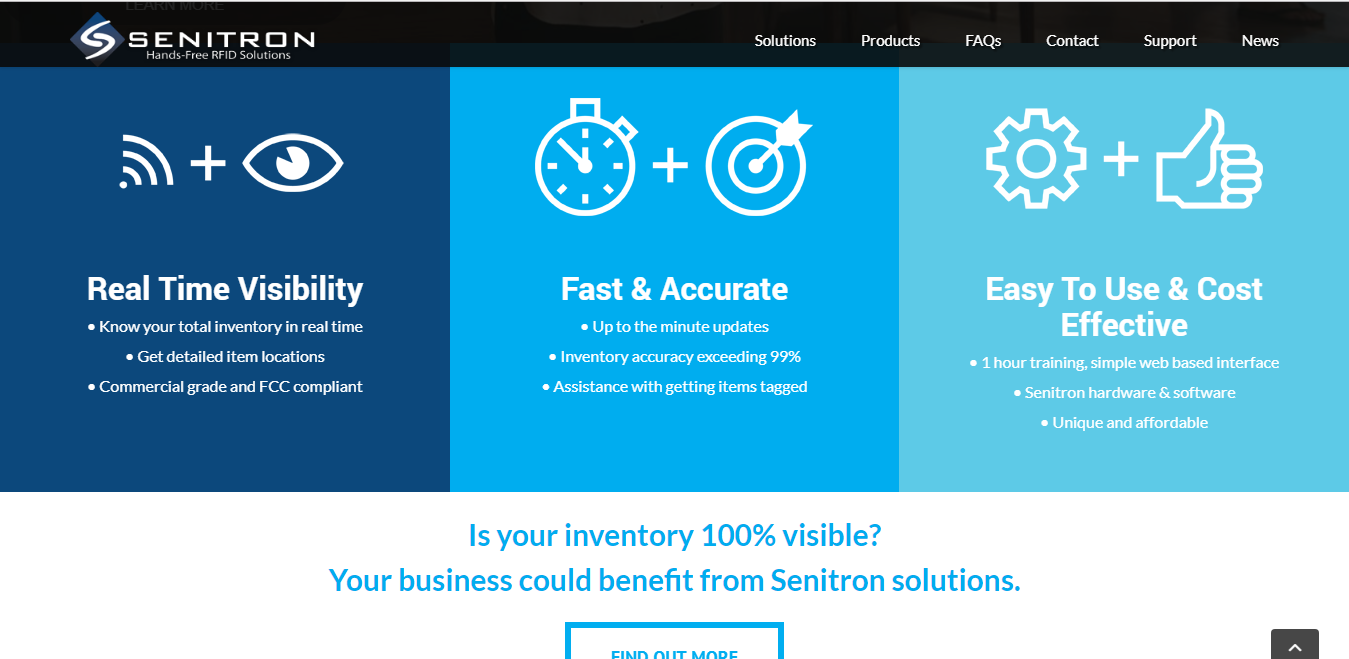 LEARN MORE
SENITRON
Hands-Free RFID Solutions
Solutions Products FAQs Contact Support News
Real Time Visibility
• Know your total inventory in real time
• Get detailed item locations
• Commercial grade and FCC compliant
Fast & Accurate
• Up to the minute updates
• Inventory accuracy exceeding 99%
• Assistance with getting items tagged
Easy To Use & Cost
Effective
• 1 hour training, simple web based interface
• Senitron hardware & software
• Unique and affordable
Is your inventory 100% visible?
Your business could benefit from Senitron solutions.
FIND OUT MORE